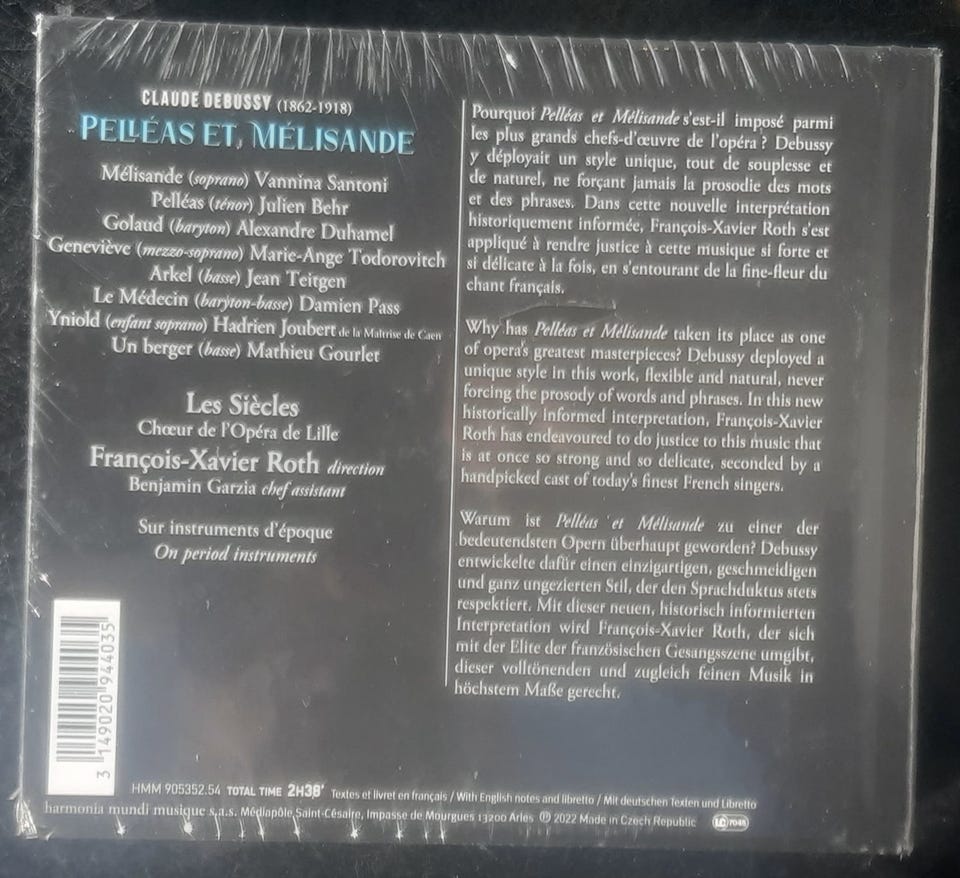 CLAUDE DEBUSSY (1862-1918)
PELLÉAS ET MÉLISANDE
Mélisande (soprano) Vannina Santoni
Pelléas (ténor) Julien Behr
Golaud (baryton) Alexandre Duhamel
Geneviève (mezzo-soprano) Marie-Ange Todorovitch
Arkel (basse) Jean Teitgen
Le Médecin (baryton-basse) Damien Pass
Yniold (enfant soprano) Hadrien Joubert de la Maîtrise de Caen
Un berger (basse) Mathieu Gourlet
Les Siècles
Chœur de l'Opéra de Lille
François-Xavier Roth direction
Benjamin Garzia chef assistant
Sur instruments d'époque
On period instruments
Pourquoi Pelléas et Mélisande s'est-il imposé parmi
les plus grands chefs-d'œuvre de l'opéra ? Debussy
y déployait un style unique, tout de souplesse et
de naturel, ne forçant jamais la prosodie des mots
et des phrases. Dans cette nouvelle interprétation
historiquement informée, François-Xavier Roth s'est
appliqué à rendre justice à cette musique si forte et
si délicate à la fois, en s'entourant de la fine-fleur du
chant français.
Why has Pelléas et Mélisande taken its place as one
of opera's greatest masterpieces? Debussy deployed a
unique style in this work, flexible and natural, never
forcing the prosody of words and phrases. In this new
historically informed interpretation, François-Xavier
Roth has endeavoured to do justice to this music that
is at once so strong and so delicate, seconded by a
handpicked cast of today's finest French singers.
Warum ist Pelléas et Mélisande zu einer der
bedeutendsten Opern überhaupt geworden? Debussy
entwickelte dafür einen einzigartigen, geschmeidigen
und ganz ungezierten Stil, der den Sprachduktus stets
respektiert. Mit dieser neuen, historisch informierten
Interpretation wird François-Xavier Roth, der sich
mit der Elite der französischen Gesangsszene umgibt,
dieser volltönenden und zugleich feinen Musik in
höchstem Maße gerecht.
3 149020 944035
HMM 905352.54 TOTAL TIME 2H38' Textes et livret en français / With English notes and libretto / Mit deutschen Texten und Libretto
harmonia mundi musique s.a.s. Médiapôle Saint-Césaire, Impasse de Mourgues 13200 Arles ℗ 2022 Made in Czech Republic LC 7045